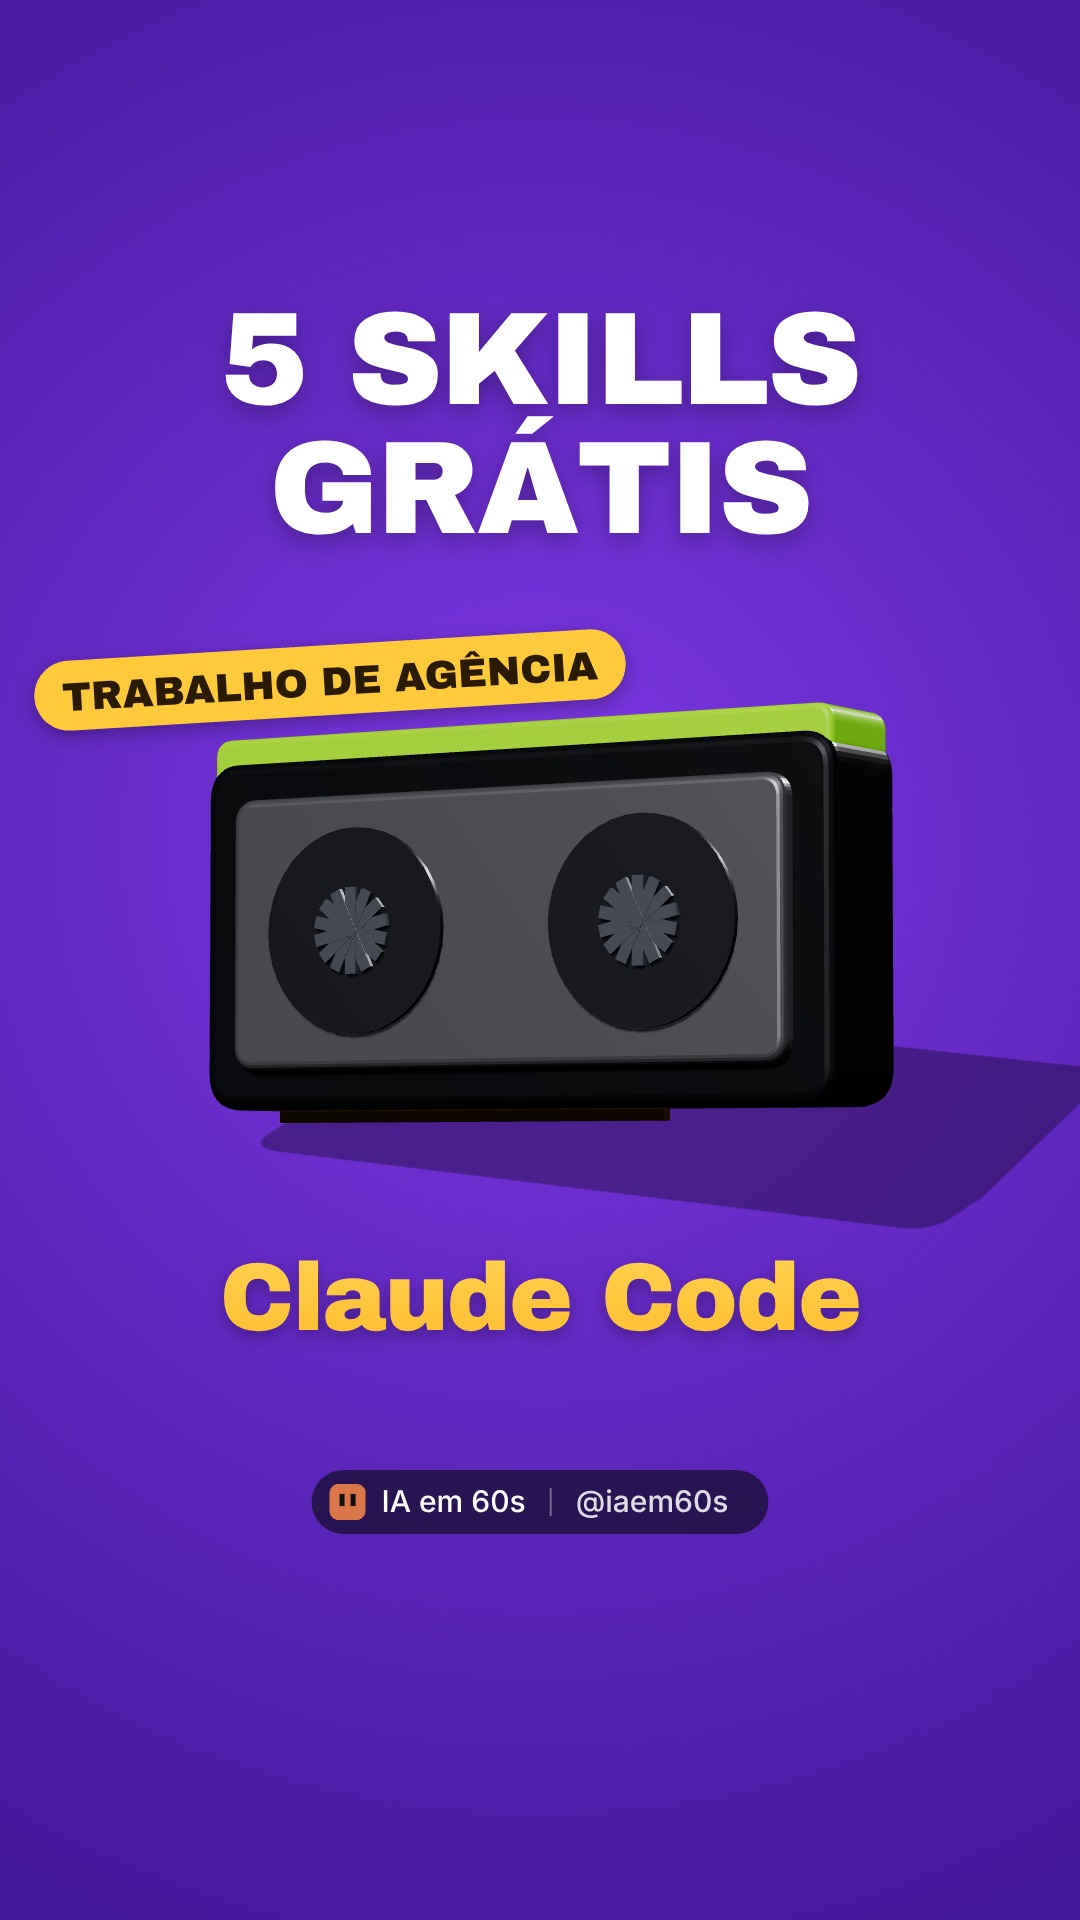 5 SKILLS
GRÁTIS
TRABALHO DE AGÊNCIA
Claude Code
IA em 60s | @iaem60s